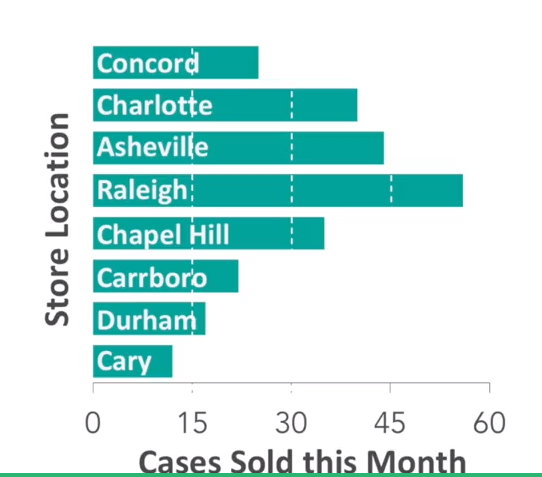 Store Location
Concord
Charlotte
Asheville
Raleigh
Chapel Hill
Carrboro
Durham
Cary
0 15 30 45 60
Cases Sold this Month